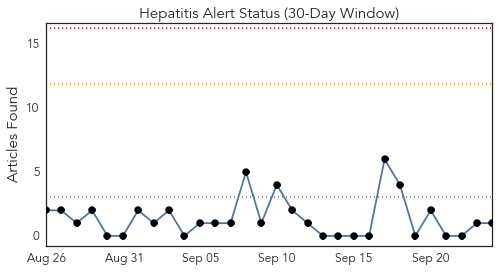 Hepatitis Alert Status (30-Day Window)
Articles Found
15
10
5
0
Aug 26 Aug 31 Sep 05 Sep 10 Sep 15 Sep 20